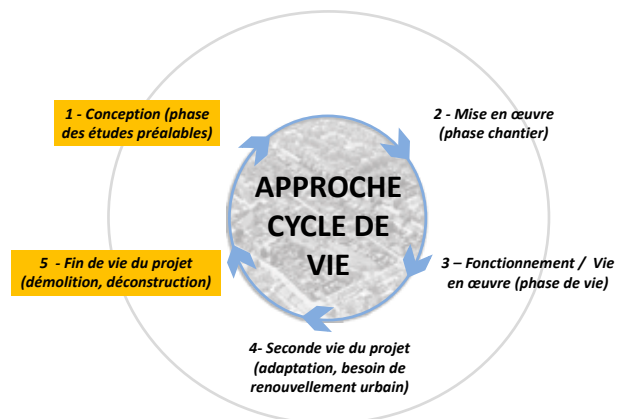 1 - Conception (phase
des études préalables)
2 - Mise en œuvre
(phase chantier)
APPROCHE
CYCLE DE
VIE
5 - Fin de vie du projet
(démolition, déconstruction)
3 – Fonctionnement / Vie
en œuvre (phase de vie)
4- Seconde vie du projet
(adaptation, besoin de
renouvellement urbain)